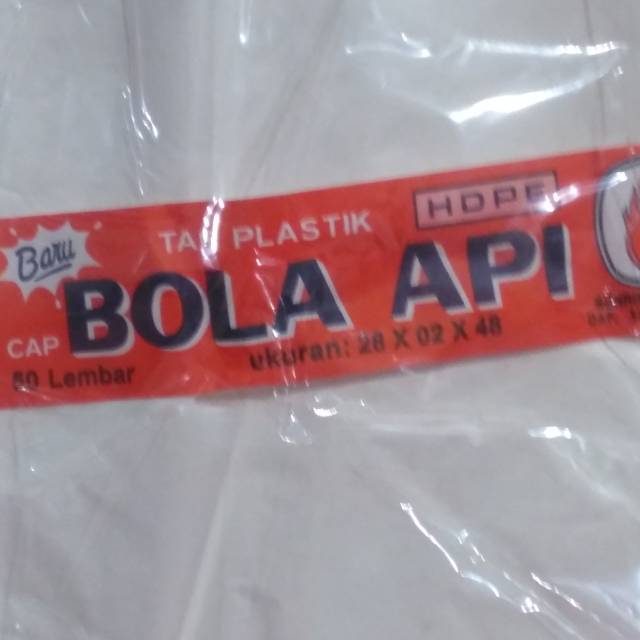 Baru
TAS PLASTIK
HDPE
CAP BOLA API
50 Lembar
ukuran: 28 X 02 X 48